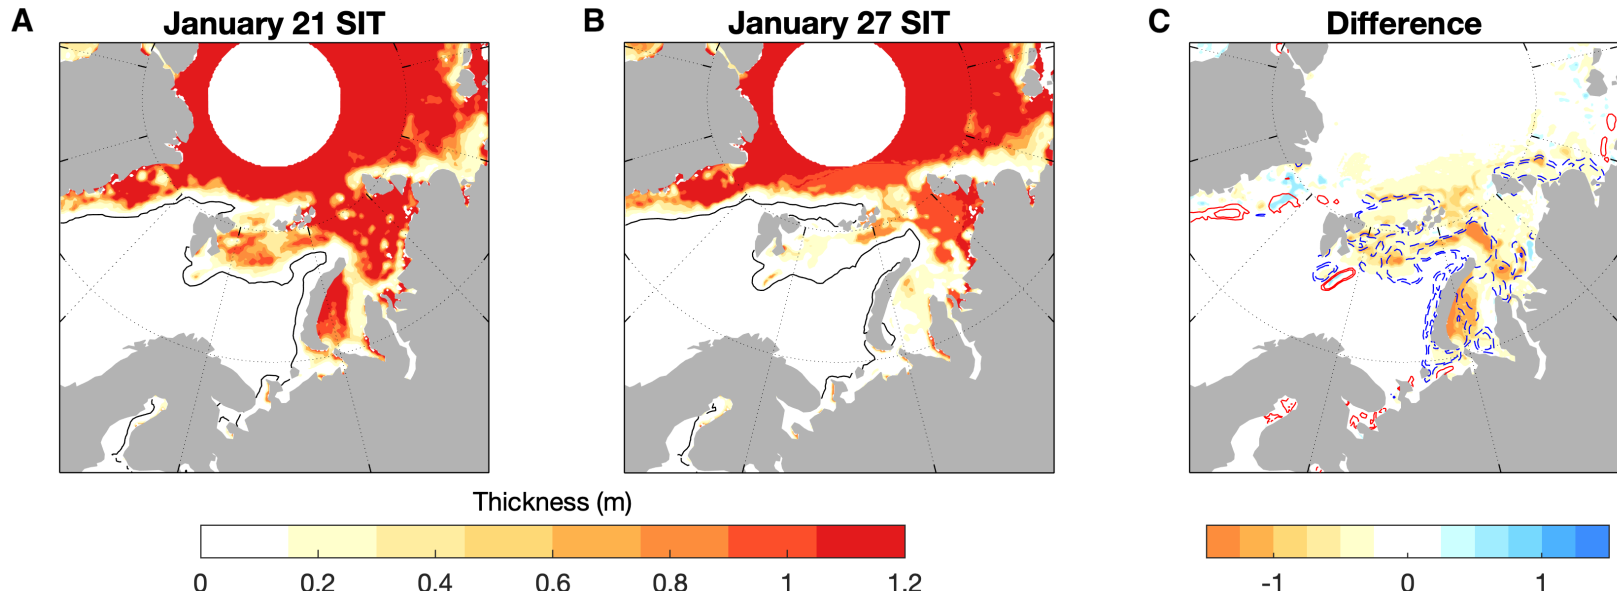 A January 21 SIT
B January 27 SIT
C Difference
Thickness (m)
0 0.2 0.4 0.6 0.8 1 1.2
-1 0 1